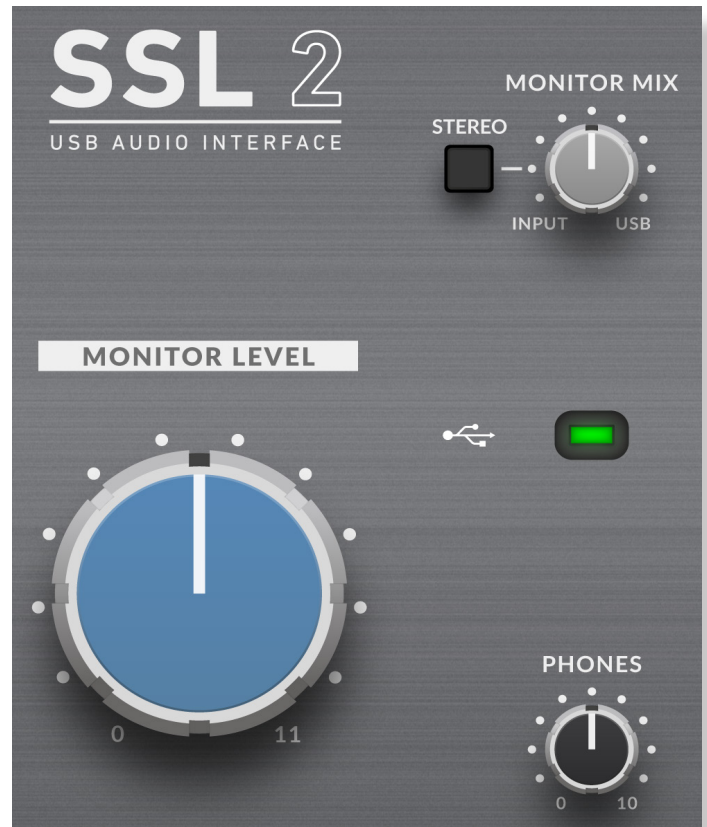 SSL 2
USB AUDIO INTERFACE
MONITOR MIX
STEREO
INPUT USB
MONITOR LEVEL
0 11
PHONES
0 10